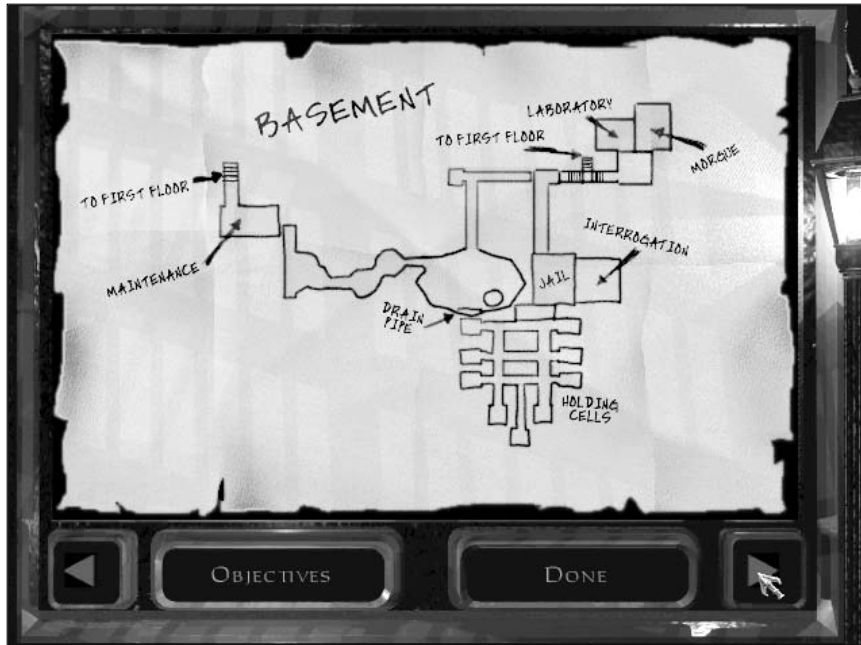 BASEMENT
LABORATORY
TO FIRST FLOOR
MORGUE
TO FIRST FLOOR
INTERROGATION
MAINTENANCE
JAIL
DRAIN
PIPE
HOLDING
CELLS
OBJECTIVES
DONE